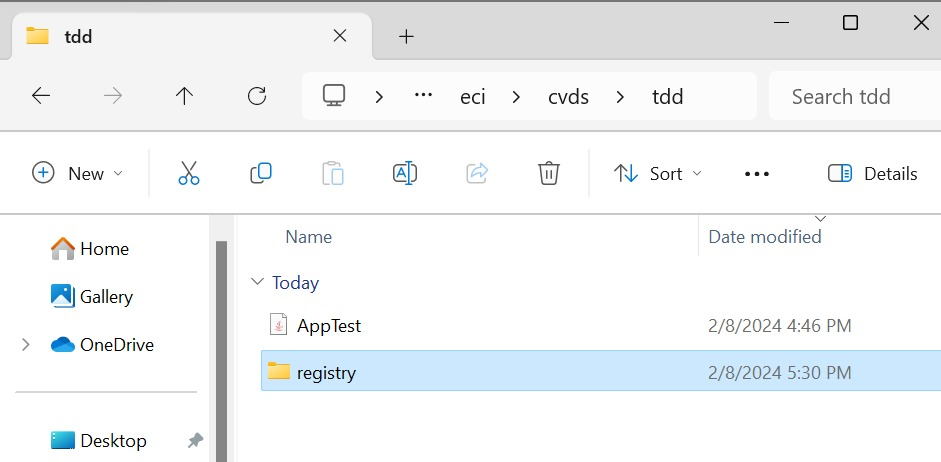 tdd
... eci cvds tdd Search tdd
New Sort ... Details
Name Date modified
Home
Today
Gallery
AppTest 2/8/2024 4:46 PM
OneDrive
registry 2/8/2024 5:30 PM
Desktop